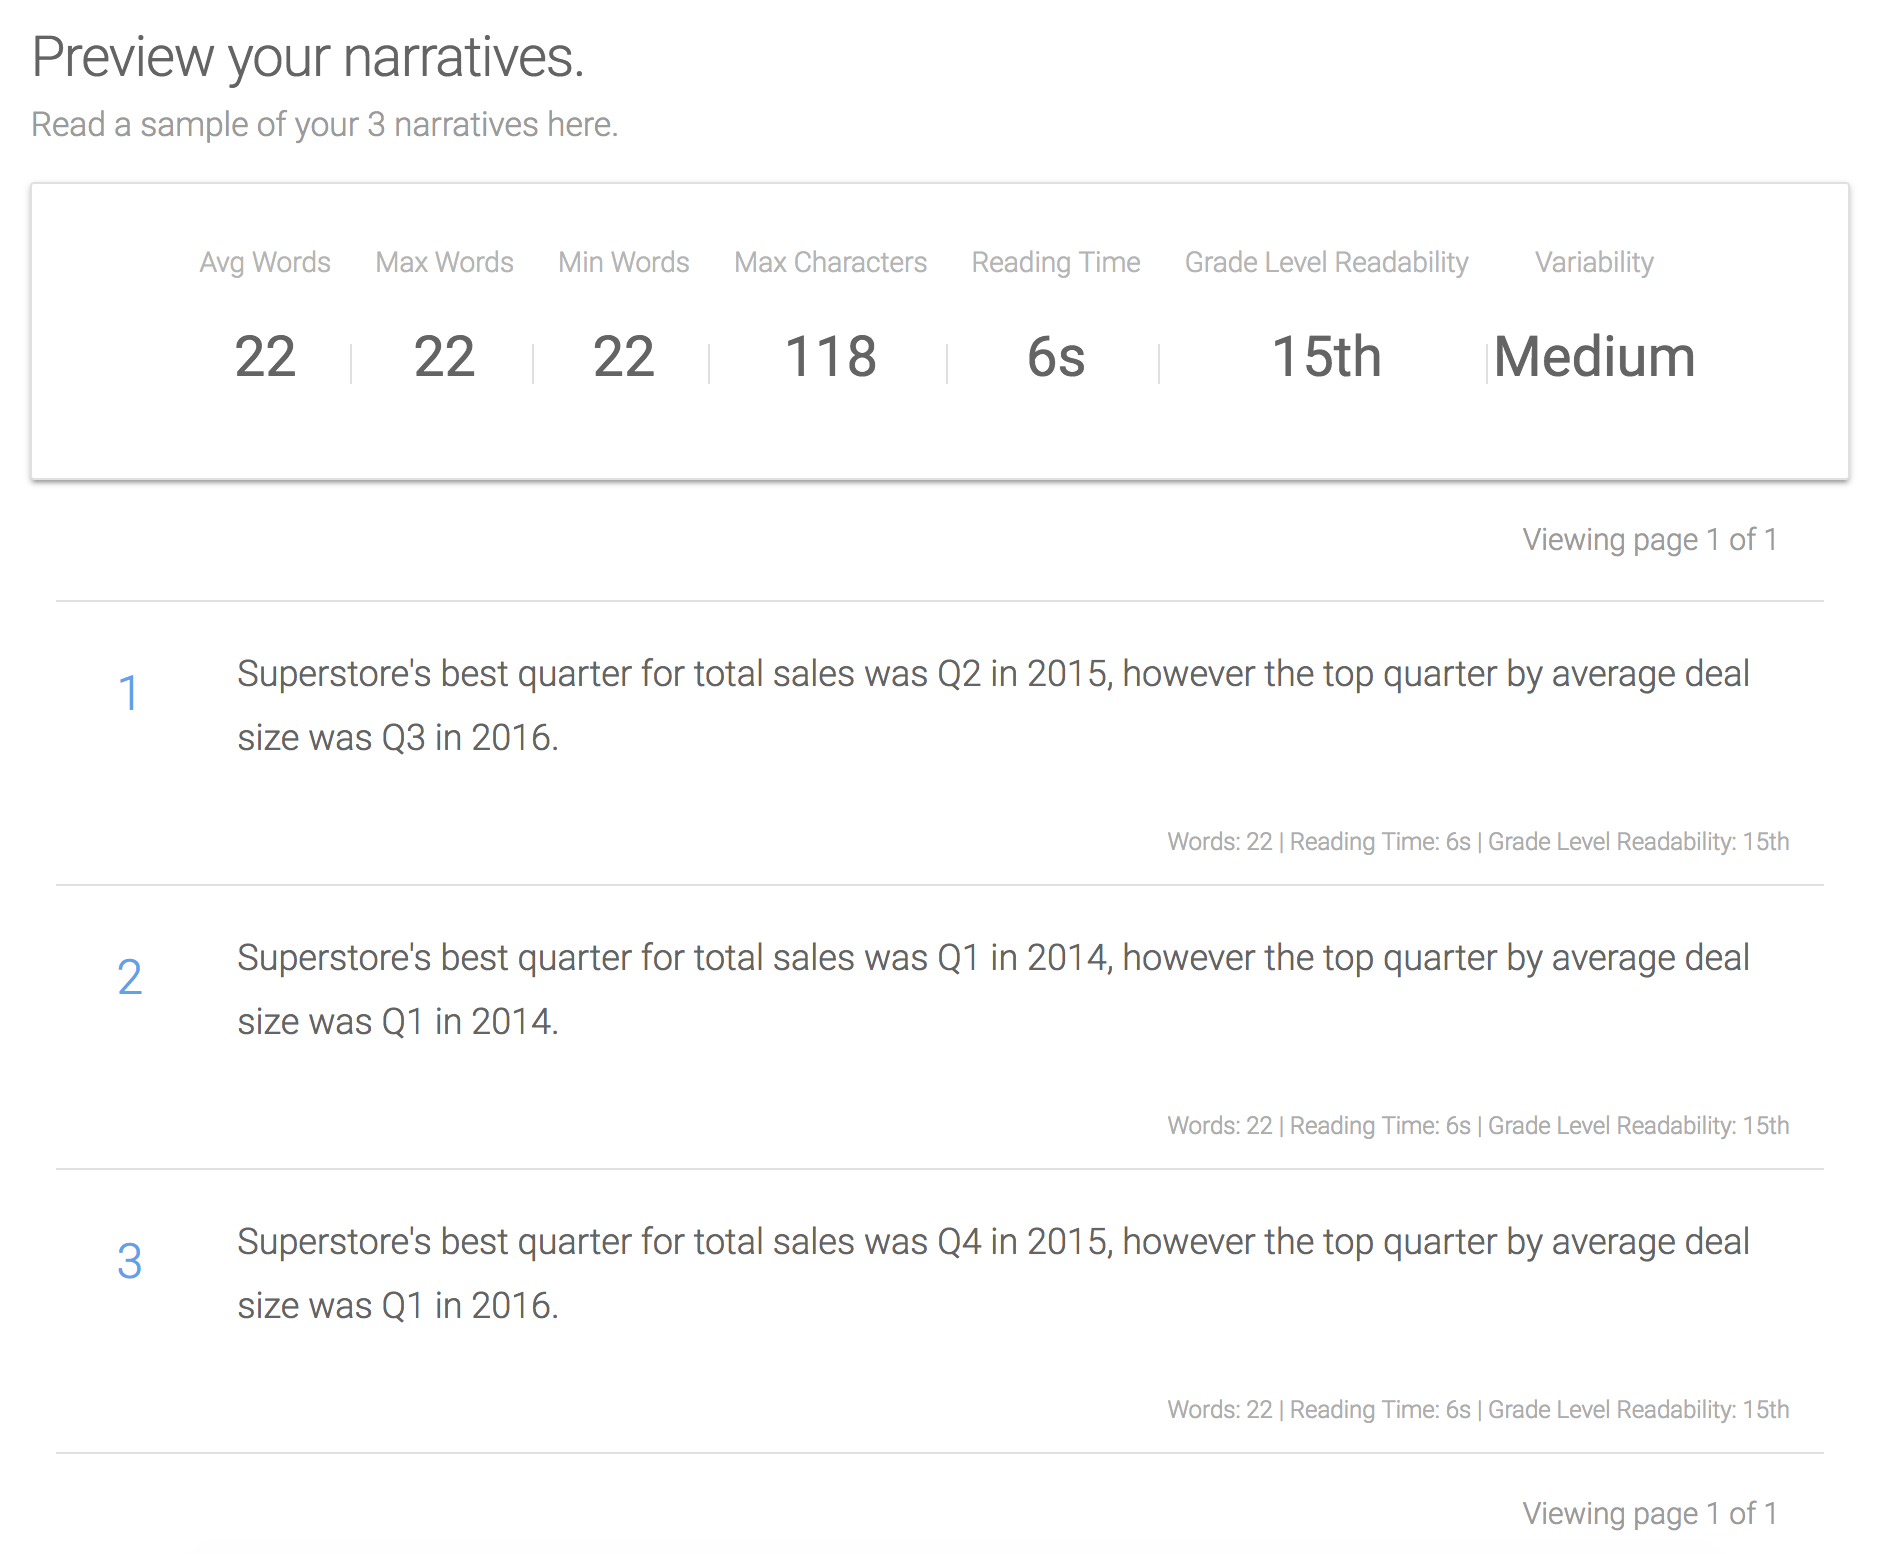 Preview your narratives.
Read a sample of your 3 narratives here.
Avg Words Max Words Min Words Max Characters Reading Time Grade Level Readability Variability
22 22 22 118 6s 15th Medium
Viewing page 1 of 1
1 Superstore's best quarter for total sales was Q2 in 2015, however the top quarter by average deal
size was Q3 in 2016.
Words: 22 | Reading Time: 6s | Grade Level Readability: 15th
2 Superstore's best quarter for total sales was Q1 in 2014, however the top quarter by average deal
size was Q1 in 2014.
Words: 22 | Reading Time: 6s | Grade Level Readability: 15th
3 Superstore's best quarter for total sales was Q4 in 2015, however the top quarter by average deal
size was Q1 in 2016.
Words: 22 | Reading Time: 6s | Grade Level Readability: 15th
Viewing page 1 of 1